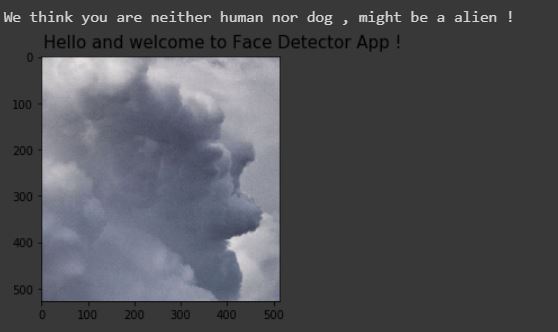 We think you are neither human nor dog , might be a alien !
Hello and welcome to Face Detector App !
0
100
200
300
400
500
0 100 200 300 400 500